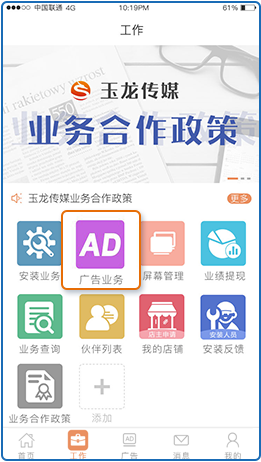 中国联通 4G 10:19PM 61%
工作
rakietowy wyrost
玉龙传媒
业务合作政策
玉龙传媒业务合作政策 更多
安装业务 AD 广告业务 屏幕管理 业绩提现
店主申请 安装人员
业务查询 伙伴列表 我的店铺 安装反馈
业务合作政策 添加
首页 工作 AD 广告 消息 我的